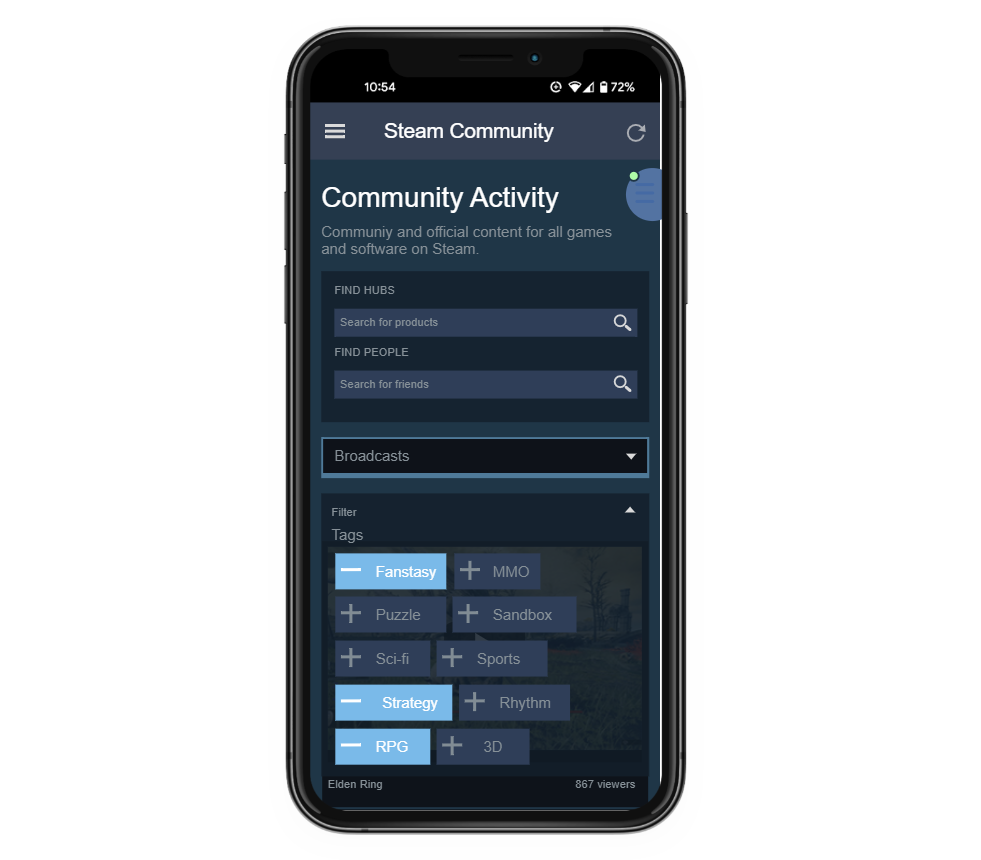 10:54
72%
Steam Community
Community Activity
Communiy and official content for all games
and software on Steam.
FIND HUBS
Search for products
FIND PEOPLE
Search for friends
Broadcasts
Filter
Tags
Fanstasy MMO
Puzzle Sandbox
Sci-fi Sports
Strategy Rhythm
RPG 3D
Elden Ring 867 viewers